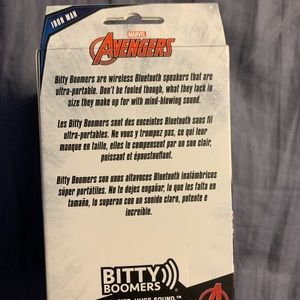 IRON MAN
MARVEL
AVENGERS
Bitty Boomers are wireless Bluetooth speakers that are
ultra-portable. Don't be fooled though, what they lack in
size they make up for with mind-blowing sound.
Les Bitty Boomers sont des enceintes Bluetooth sans fil
ultra-portables. Ne vous y trompez pas, ce qui leur
manque en taille, elles le compensent par un son clair,
puissant et époustouflant.
Bitty Boomers son unos altavoces Bluetooth inalámbricos
súper portátiles. No te dejes engañar, lo que les falta en
tamaño, lo superan con un sonido claro, potente e
increíble.
BITTY
BOOMERS
HUGE SOUND.